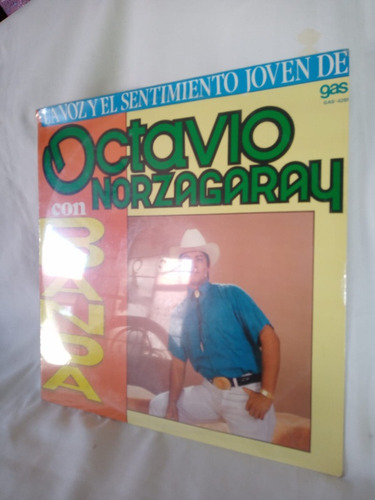 LA VOZ Y EL SENTIMIENTO JOVEN DE
gas
Octavio
NORZAGARAY
con
BANDA